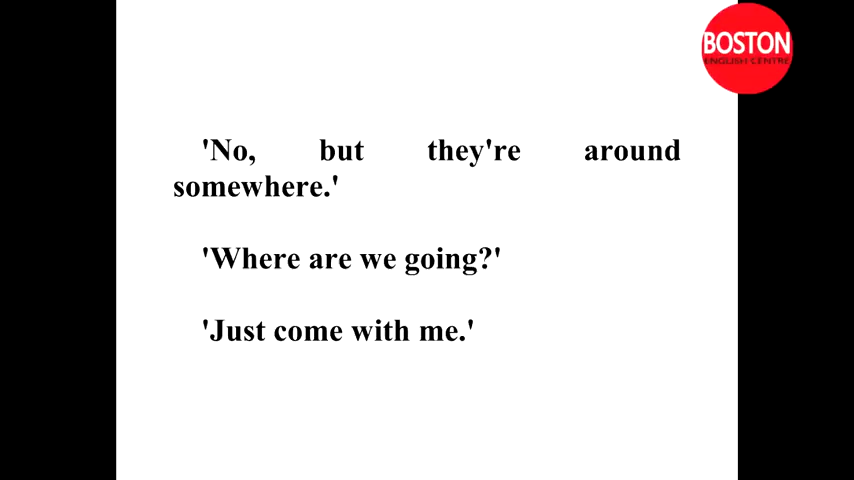 BOSTON
ENGLISH CENTRE
'No, but they're around
somewhere.'
'Where are we going?'
'Just come with me.'